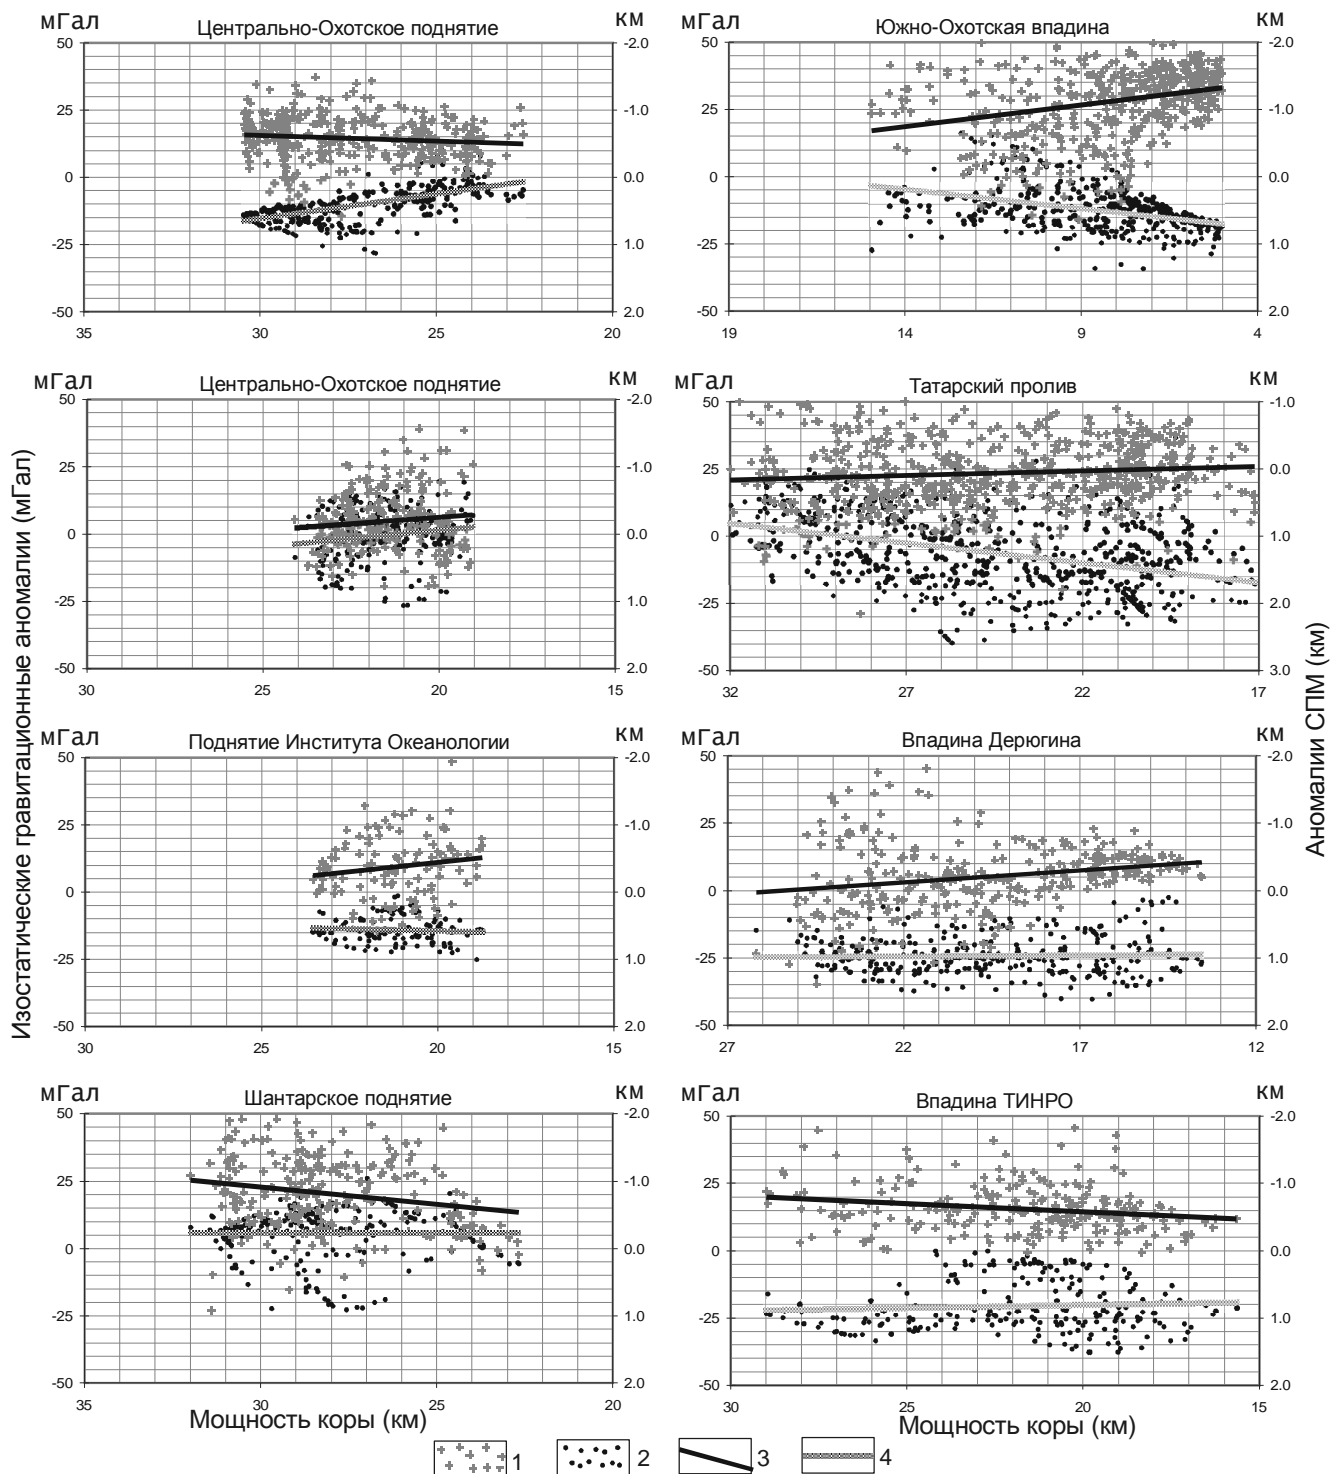 Изостатические гравитационные аномалии (мГал)
Аномалии СПМ (км)
мГал
Центрально-Охотское поднятие
км
50
25
0
-25
-50
-2.0
-1.0
0.0
1.0
2.0
35 30 25 20
мГал
Южно-Охотская впадина
км
50
25
0
-25
-50
-2.0
-1.0
0.0
1.0
2.0
19 14 9 4
мГал
Центрально-Охотское поднятие
км
50
25
0
-25
-50
-2.0
-1.0
0.0
1.0
2.0
30 25 20 15
мГал
Татарский пролив
км
50
25
0
-25
-50
-1.0
0.0
1.0
2.0
3.0
32 27 22 17
мГал
Поднятие Института Океанологии
км
50
25
0
-25
-50
-2.0
-1.0
0.0
1.0
2.0
30 25 20 15
мГал
Впадина Дерюгина
км
50
25
0
-25
-50
-2.0
-1.0
0.0
1.0
2.0
27 22 17 12
мГал
Шантарское поднятие
км
50
25
0
-25
-50
-2.0
-1.0
0.0
1.0
2.0
35 30 25 20
Мощность коры (км)
мГал
Впадина ТИНРО
км
50
25
0
-25
-50
-2.0
-1.0
0.0
1.0
2.0
30 25 20 15
Мощность коры (км)
1 2 3 4